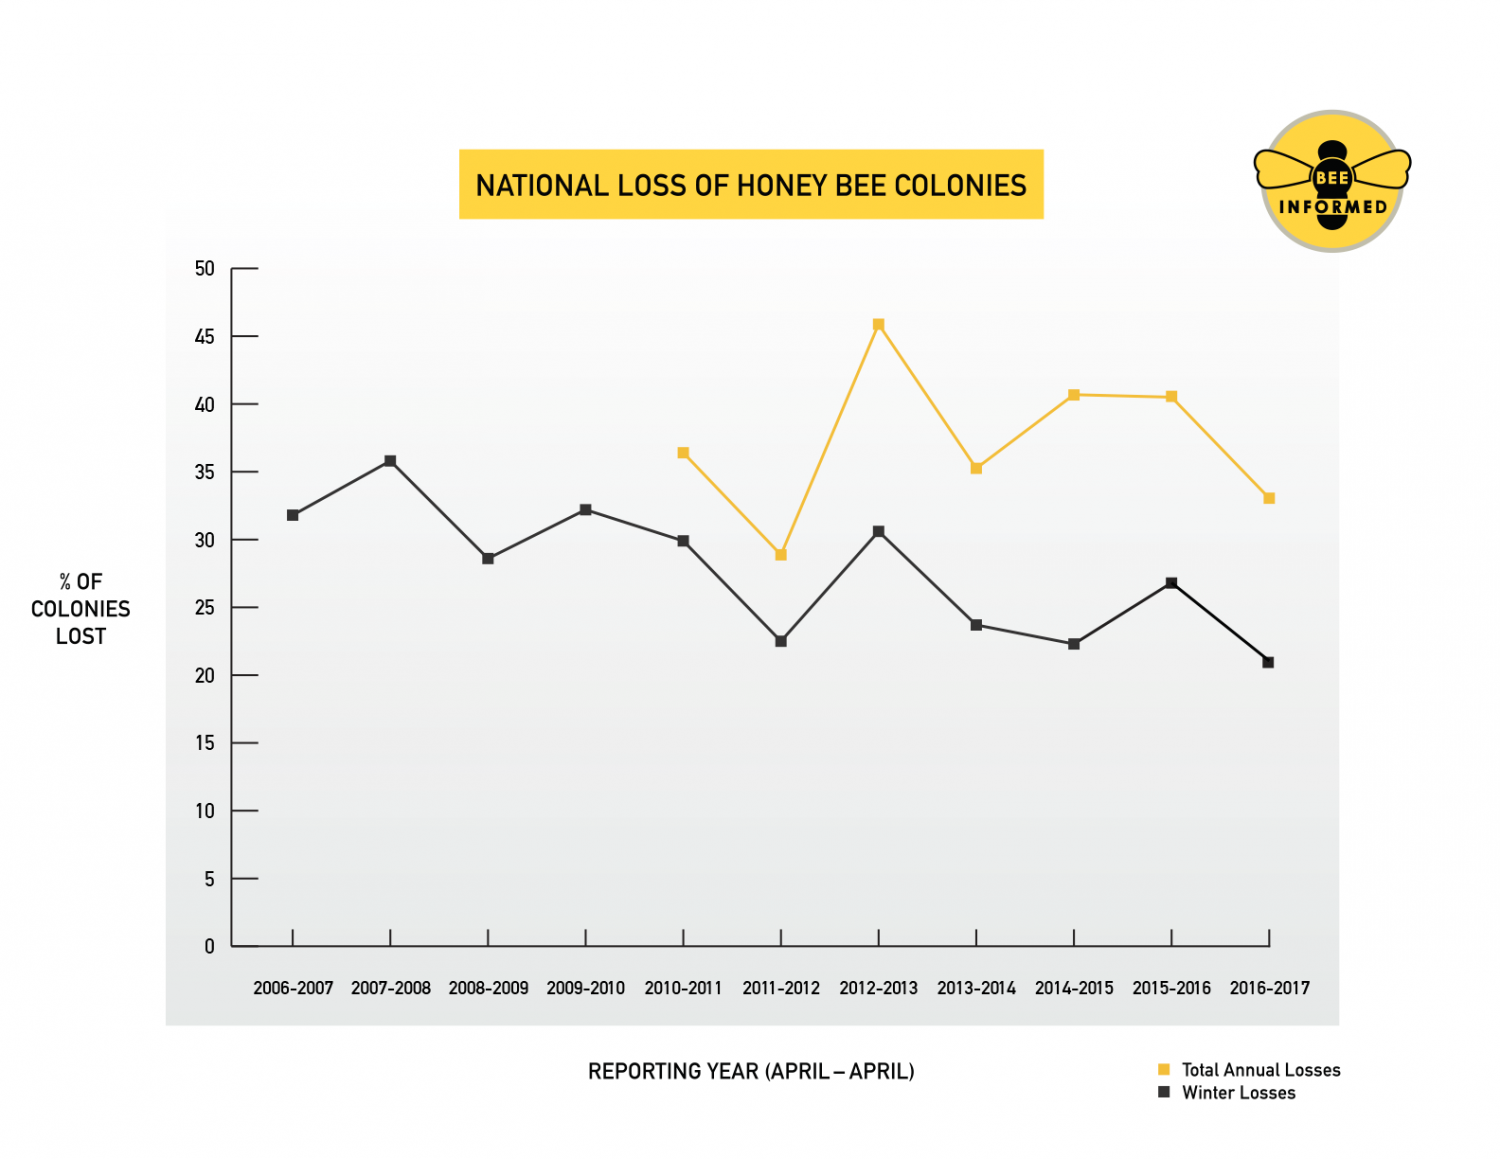 NATIONAL LOSS OF HONEY BEE COLONIES
BEE
INFORMED
50
45
40
35
30
25
20
15
10
5
0
% OF
COLONIES
LOST
2006-2007 2007-2008 2008-2009 2009-2010 2010-2011 2011-2012 2012-2013 2013-2014 2014-2015 2015-2016 2016-2017
REPORTING YEAR (APRIL – APRIL)
Total Annual Losses
Winter Losses